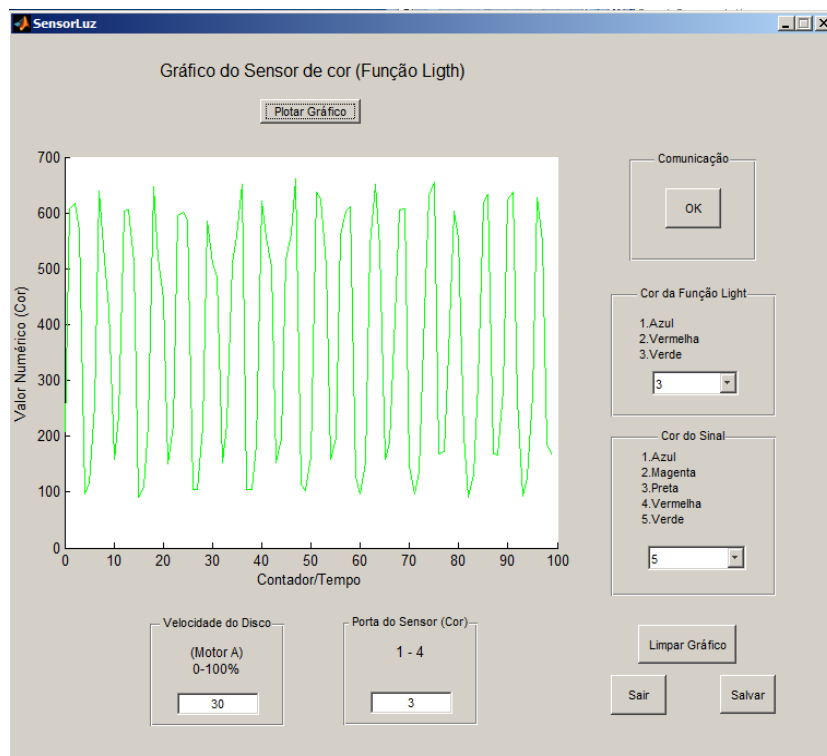 SensorLuz
Gráfico do Sensor de cor (Função Ligth)
Plotar Gráfico
700
600
500
400
300
200
100
0
Valor Numérico (Cor)
0 10 20 30 40 50 60 70 80 90 100
Contador/Tempo
Comunicação
OK
Cor da Função Light
1.Azul
2.Vermelha
3.Verde
3
Cor do Sinal
1.Azul
2.Magenta
3.Preta
4.Vermelha
5.Verde
5
Velocidade do Disco
(Motor A)
0-100%
30
Porta do Sensor (Cor)
1 - 4
3
Limpar Gráfico
Sair
Salvar